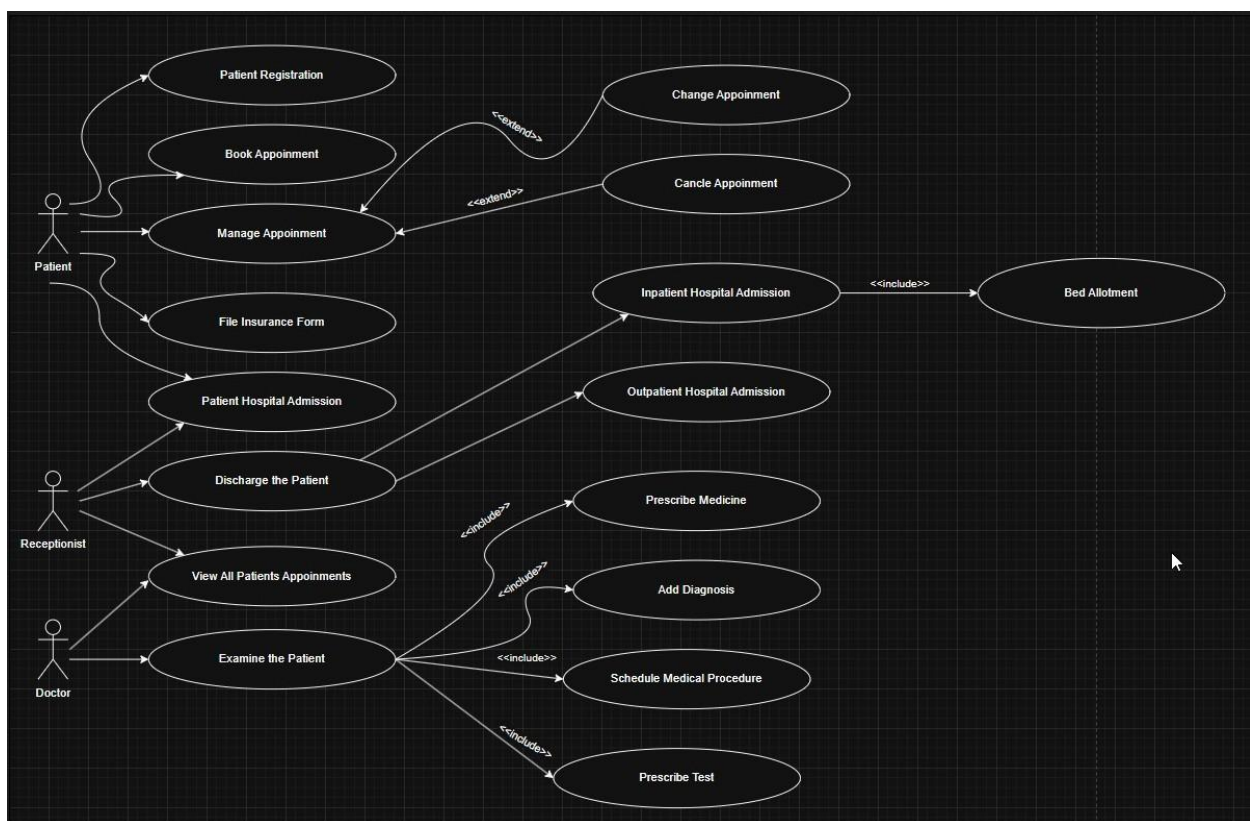 Patient Registration
Change Appoinment
<<extend>>
Book Appoinment
Cancle Appoinment
<<extend>>
Manage Appoinment
Patient
Inpatient Hospital Admission
<<include>>
Bed Allotment
File Insurance Form
Outpatient Hospital Admission
Patient Hospital Admission
Discharge the Patient
Prescribe Medicine
<<include>>
Receptionist
View All Patients Appoinments
<<include>>
Add Diagnosis
Examine the Patient
<<include>>
Schedule Medical Procedure
Doctor
<<include>>
Prescribe Test